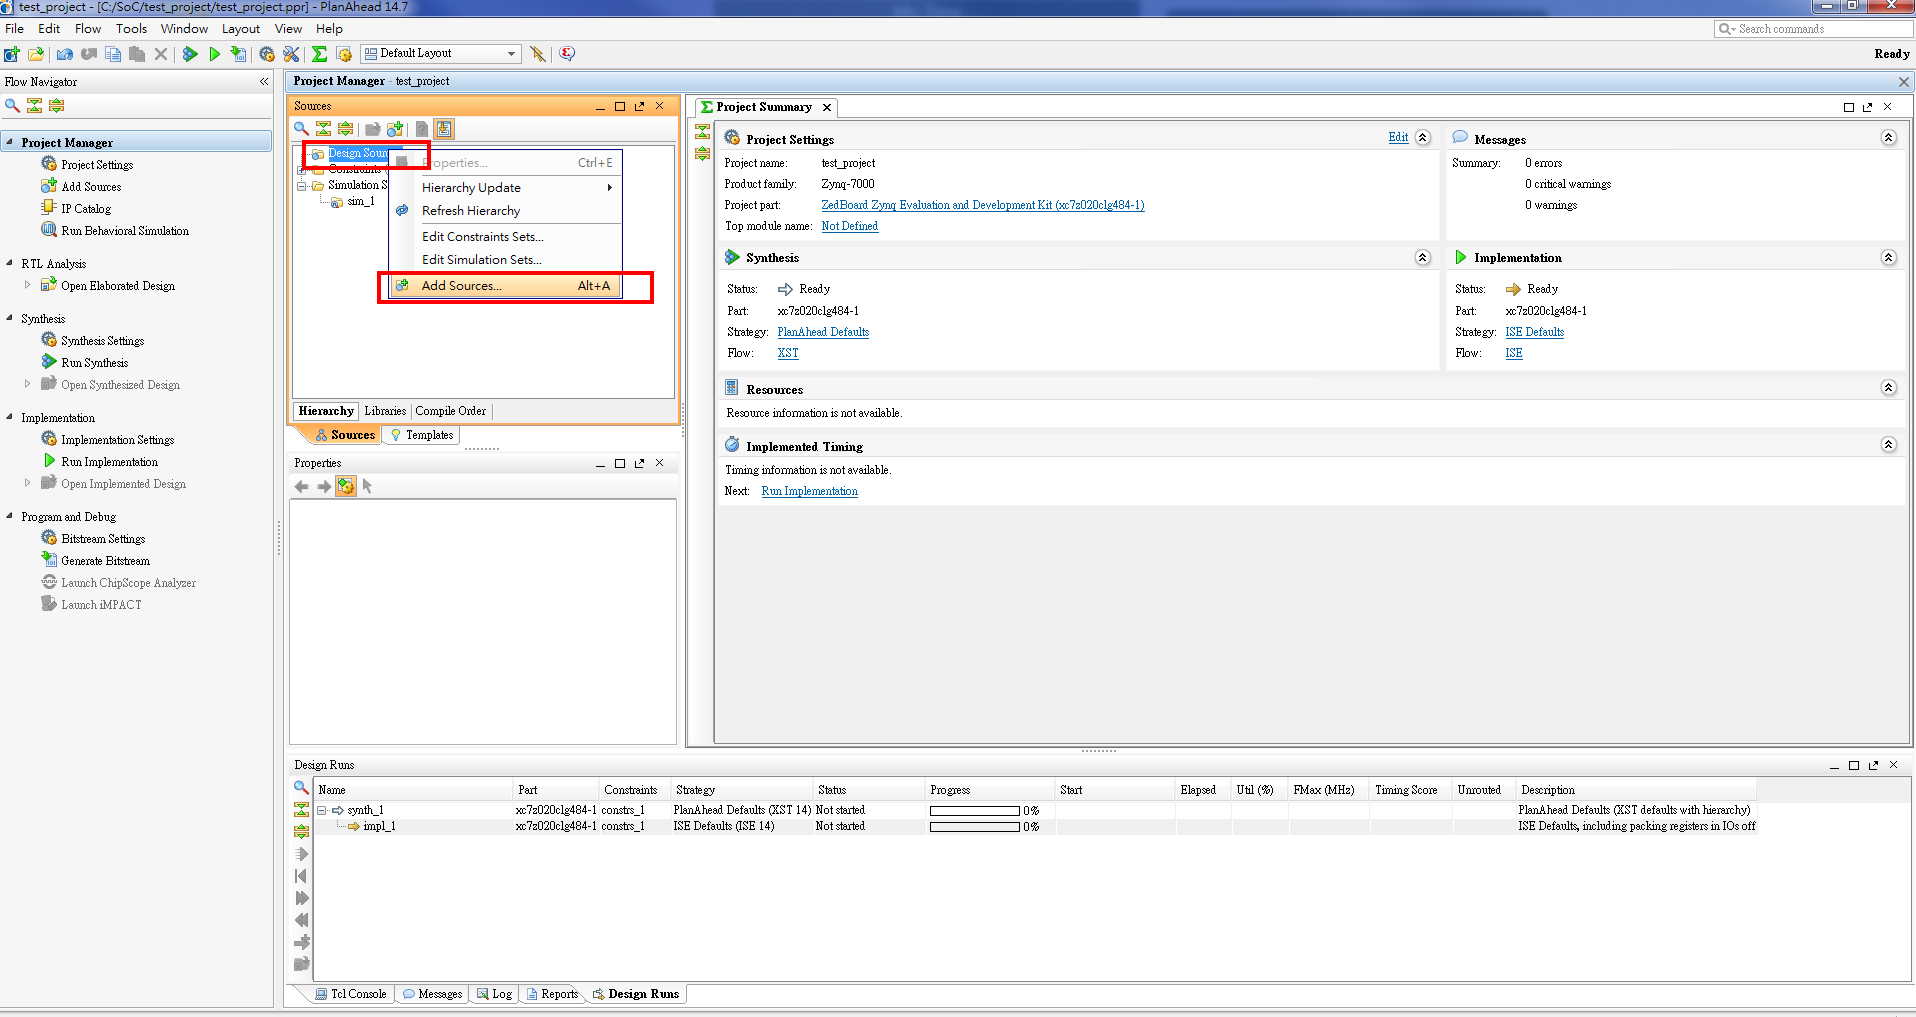 test_project - [C:/SoC/test_project/test_project.ppr] - PlanAhead 14.7
File Edit Flow Tools Window Layout View Help
Search commands
Default Layout
Ready
Flow Navigator
Project Manager
Project Settings
Add Sources
IP Catalog
Run Behavioral Simulation
RTL Analysis
Open Elaborated Design
Synthesis
Synthesis Settings
Run Synthesis
Open Synthesized Design
Implementation
Implementation Settings
Run Implementation
Open Implemented Design
Program and Debug
Bitstream Settings
Generate Bitstream
Launch ChipScope Analyzer
Launch iMPACT
Project Manager - test_project
Sources
Design Sour
Constraints
Simulation S
sim_1
Properties... Ctrl+E
Hierarchy Update
Refresh Hierarchy
Edit Constraints Sets...
Edit Simulation Sets...
Add Sources... Alt+A
Hierarchy Libraries Compile Order
Sources Templates
Properties
Project Summary
Project Settings Edit
Project name: test_project
Product family: Zynq-7000
Project part: ZedBoard Zynq Evaluation and Development Kit (xc7z020clg484-1)
Top module name: Not Defined
Messages
Summary: 0 errors
0 critical warnings
0 warnings
Synthesis
Status: Ready
Part: xc7z020clg484-1
Strategy: PlanAhead Defaults
Flow: XST
Implementation
Status: Ready
Part: xc7z020clg484-1
Strategy: ISE Defaults
Flow: ISE
Resources
Resource information is not available.
Implemented Timing
Timing information is not available.
Next: Run Implementation
Design Runs
Name Part Constraints Strategy Status Progress Start Elapsed Util (%) FMax (MHz) Timing Score Unrouted Description
synth_1 xc7z020clg484-1 constrs_1 PlanAhead Defaults (XST 14) Not started 0% PlanAhead Defaults (XST defaults with hierarchy)
impl_1 xc7z020clg484-1 constrs_1 ISE Defaults (ISE 14) Not started 0% ISE Defaults, including packing registers in IOs off
Tcl Console Messages Log Reports Design Runs